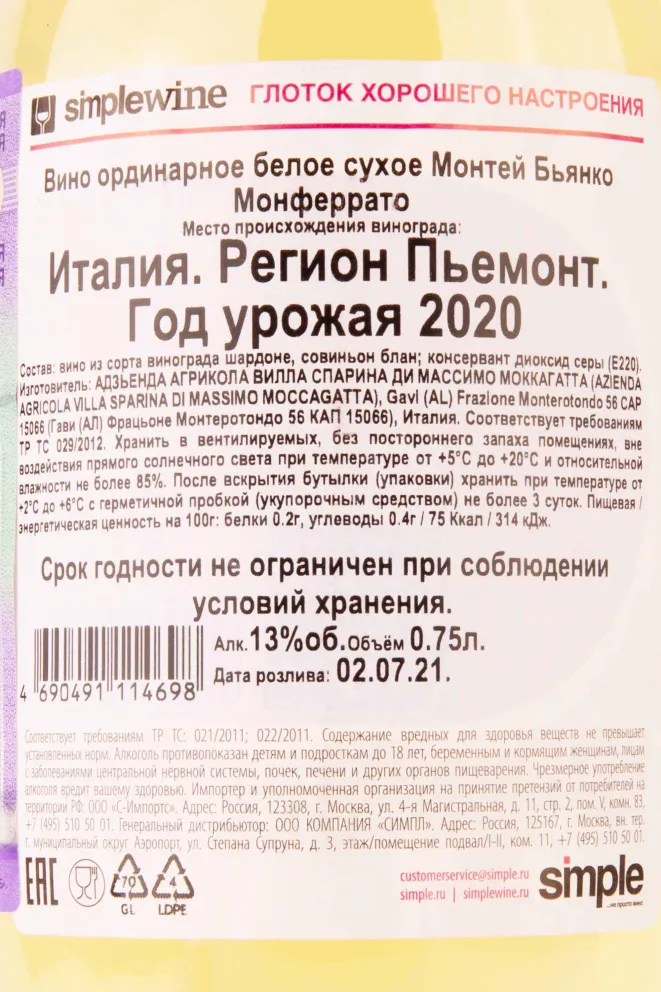 simplewine ГЛОТОК ХОРОШЕГО НАСТРОЕНИЯ
Вино ординарное белое сухое Монтей Бьянко
Монферрато
Место происхождения винограда:
Италия. Регион Пьемонт.
Год урожая 2020
Состав: вино из сорта винограда шардоне, совиньон блан; консервант диоксид серы (E220).
Изготовитель: АДЗЬЕНДА АГРИКОЛА ВИЛЛА СПАРИНА ДИ МАССИМО МОККАГАТТА (AZIENDA
AGRICOLA VILLA SPARINA DI MASSIMO MOCCAGATTA), Gavi (AL) Frazione Monterotondo 56 CAP
15066 (Гави (АЛ) Фрацьоне Монтеротондо 56 КАП 15066), Италия. Соответствует требованиям
ТР ТС 029/2012. Хранить в вентилируемых, без постороннего запаха помещениях, вне
воздействия прямого солнечного света при температуре от +5°С до +20°С и относительной
влажности не более 85%. После вскрытия бутылки (упаковки) хранить при температуре от
+2°С до +6°С с герметичной пробкой (укупорочным средством) не более 3 суток. Пищевая /
энергетическая ценность на 100г: белки 0.2г, углеводы 0.4г / 75 Ккал / 314 кДж.
Срок годности не ограничен при соблюдении
условий хранения.
Алк. 13%об. Объём 0.75л.
Дата розлива: 02.07.21.
4 690491 114698
Соответствует требованиям ТР ТС: 021/2011; 022/2011. Содержание вредных для здоровья веществ не превышает
установленных норм. Алкоголь противопоказан детям и подросткам до 18 лет, беременным и кормящим женщинам, лицам
с заболеваниями центральной нервной системы, почек, печени и других органов пищеварения. Чрезмерное употребление
алкоголя вредит вашему здоровью. Импортер и уполномоченная организация на принятие претензий от потребителей на
территории РФ: ООО «С-Импортс». Адрес: Россия, 123308, г. Москва, ул. 4-я Магистральная, д. 11, стр. 2, пом. V, комн. 83,
+7 (495) 510 50 01. Генеральный дистрибьютор: ООО КОМПАНИЯ «СИМПЛ». Адрес: Россия, 125167, г. Москва, вн. тер.
г. муниципальный округ Аэропорт, ул. Степана Супруна, д. 3, этаж/помещение подвал/I-II, ком. 11, +7 (495) 510 50 01.
EAC 70 GL 4 LDPE
customerservice@simple.ru
simple.ru | simplewine.ru
simple
...не просто вино